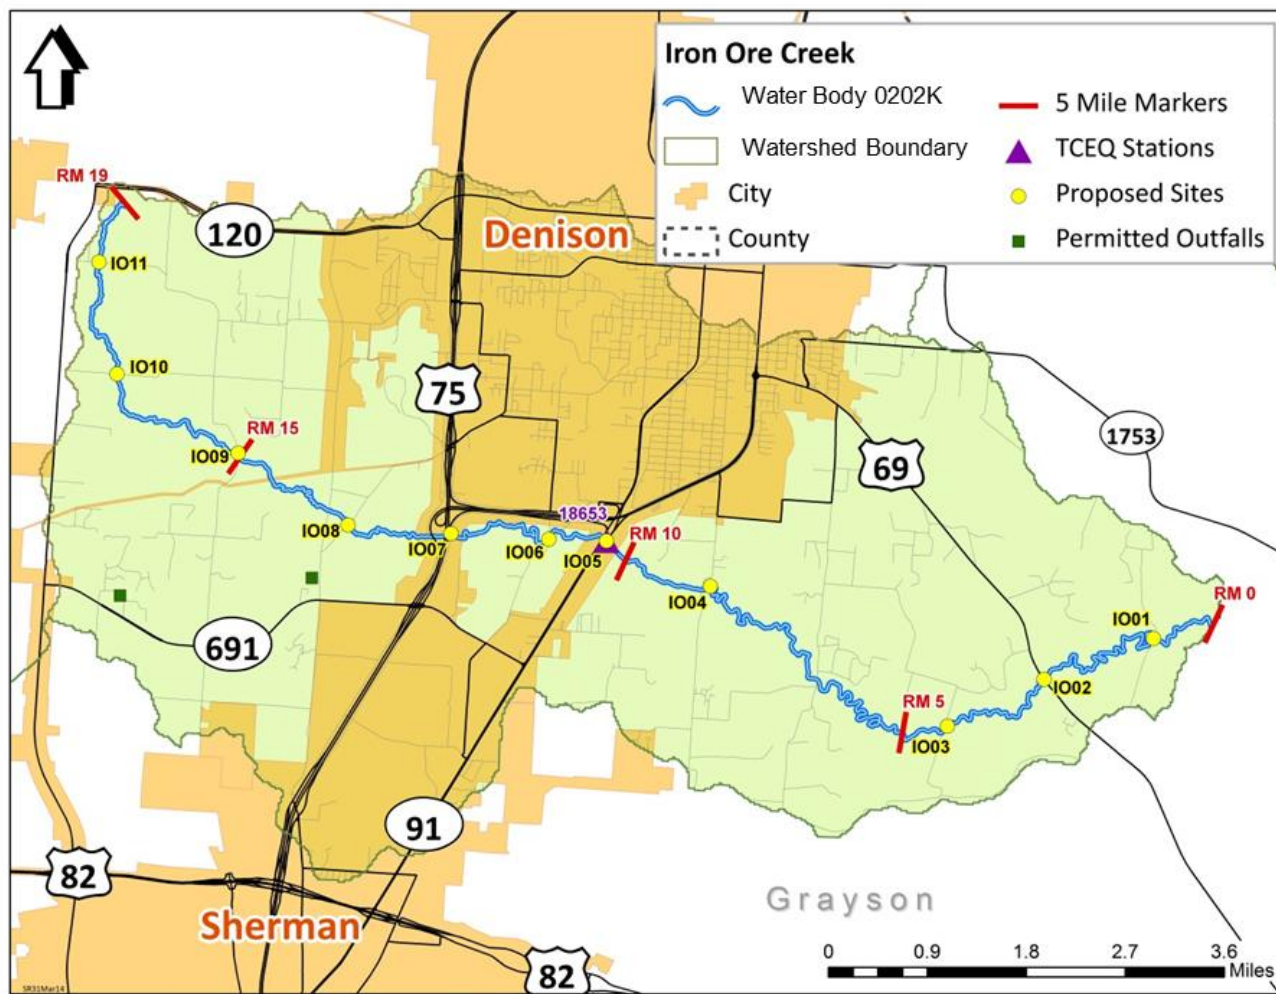 Iron Ore Creek
Water Body 0202K
5 Mile Markers
Watershed Boundary
TCEQ Stations
City
Proposed Sites
County
Permitted Outfalls
RM 19
120
Denison
IO11
IO10
75
RM 15
IO09
1753
69
18653
IO08
IO07
IO06
IO05
RM 10
IO04
RM 0
IO01
691
IO02
RM 5
IO03
91
82
Grayson
Sherman
82
0 0.9 1.8 2.7 3.6
Miles
SR31Mar14